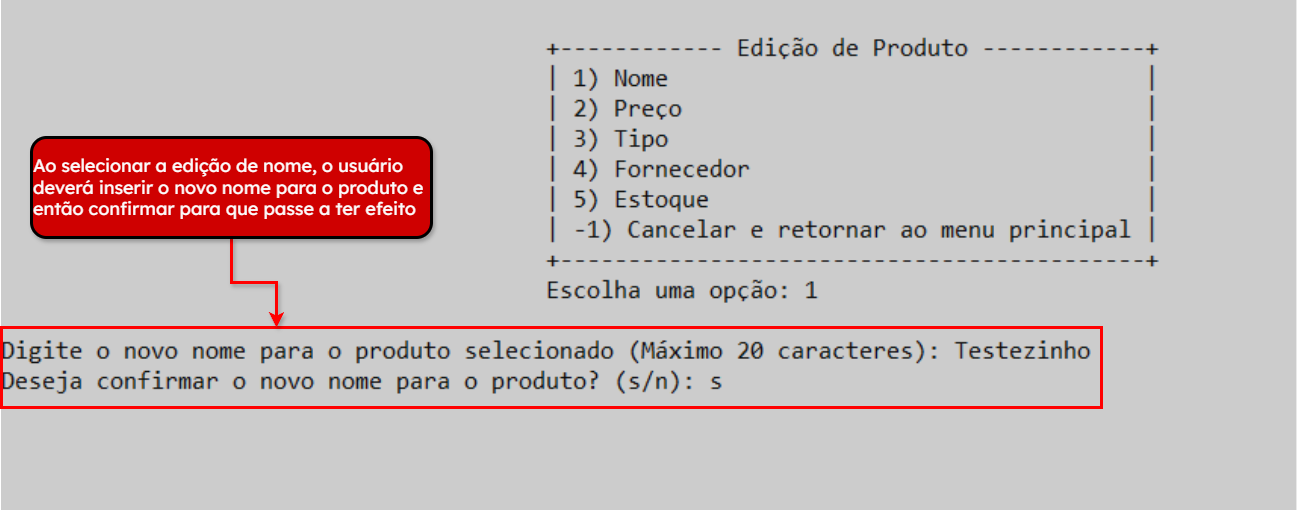 +------------ Edição de Produto ------------+
| 1) Nome                                   |
| 2) Preço                                  |
| 3) Tipo                                   |
| 4) Fornecedor                             |
| 5) Estoque                                |
| -1) Cancelar e retornar ao menu principal |
+-------------------------------------------+
Escolha uma opção: 1
Ao selecionar a edição de nome, o usuário
deverá inserir o novo nome para o produto e
então confirmar para que passe a ter efeito
Digite o novo nome para o produto selecionado (Máximo 20 caracteres): Testezinho
Deseja confirmar o novo nome para o produto? (s/n): s